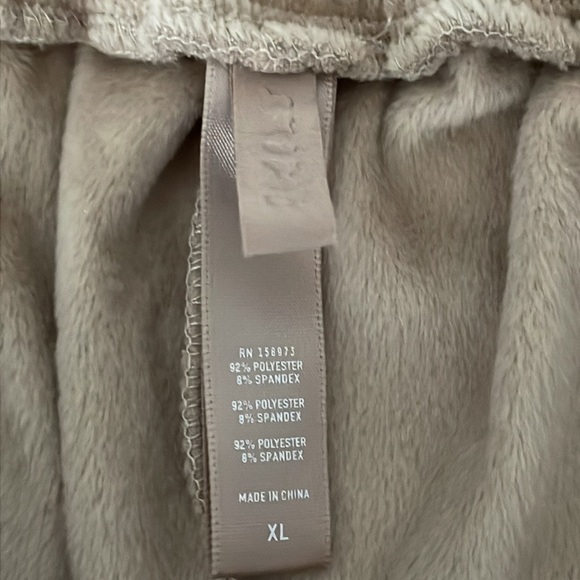 RN 158973
92% POLYESTER
8% SPANDEX
92% POLYESTER
8% SPANDEX
92% POLYESTER
8% SPANDEX
MADE IN CHINA
XL